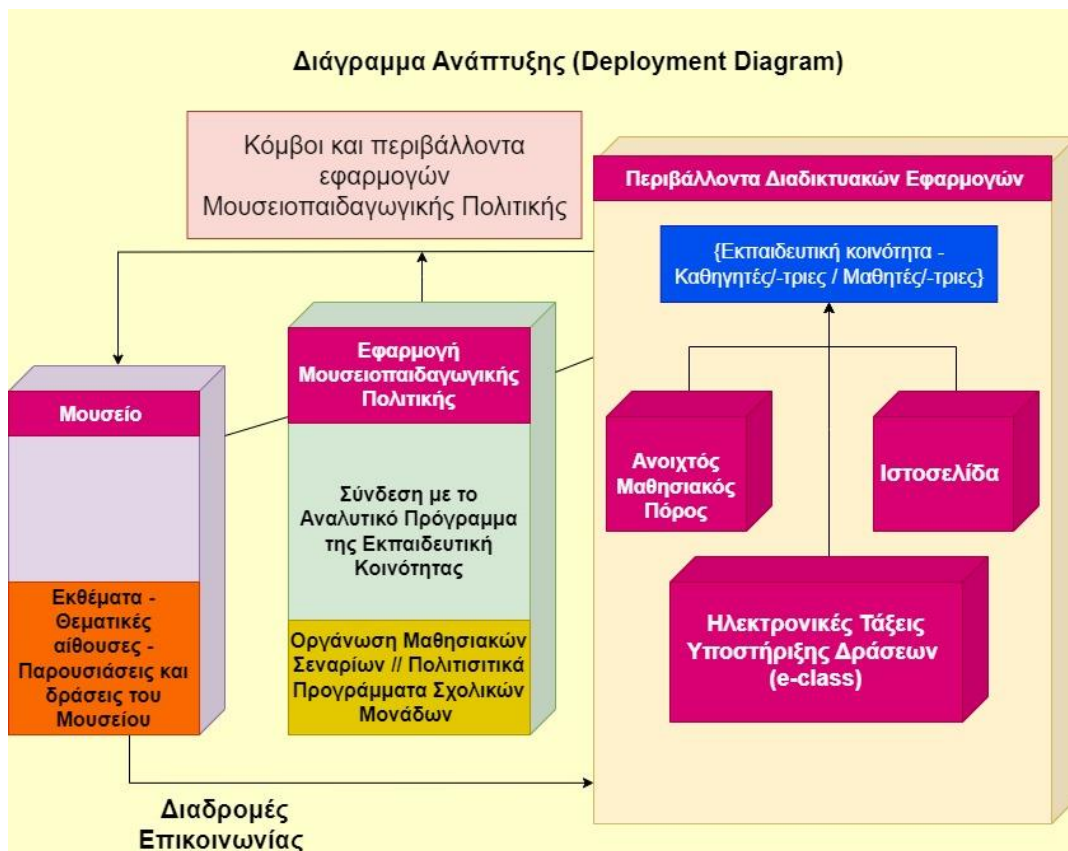 Διάγραμμα Ανάπτυξης (Deployment Diagram)
Κόμβοι και περιβάλλοντα
εφαρμογών
Μουσειοπαιδαγωγικής Πολιτικής
Περιβάλλοντα Διαδικτυακών Εφαρμογών
{Εκπαιδευτική κοινότητα -
Καθηγητές/-τριες / Μαθητές/-τριες}
Εφαρμογή
Μουσειοπαιδαγωγικής
Πολιτικής
Μουσείο
Ανοιχτός
Μαθησιακός
Πόρος
Ιστοσελίδα
Σύνδεση με το
Αναλυτικό Πρόγραμμα
της Εκπαιδευτική
Κοινότητας
Εκθέματα -
Θεματικές
αίθουσες -
Παρουσιάσεις και
δράσεις του
Μουσείου
Οργάνωση Μαθησιακών
Σεναρίων // Πολιτισιτικά
Προγράμματα Σχολικών
Μονάδων
Ηλεκτρονικές Τάξεις
Υποστήριξης Δράσεων
(e-class)
Διαδρομές
Επικοινωνίας